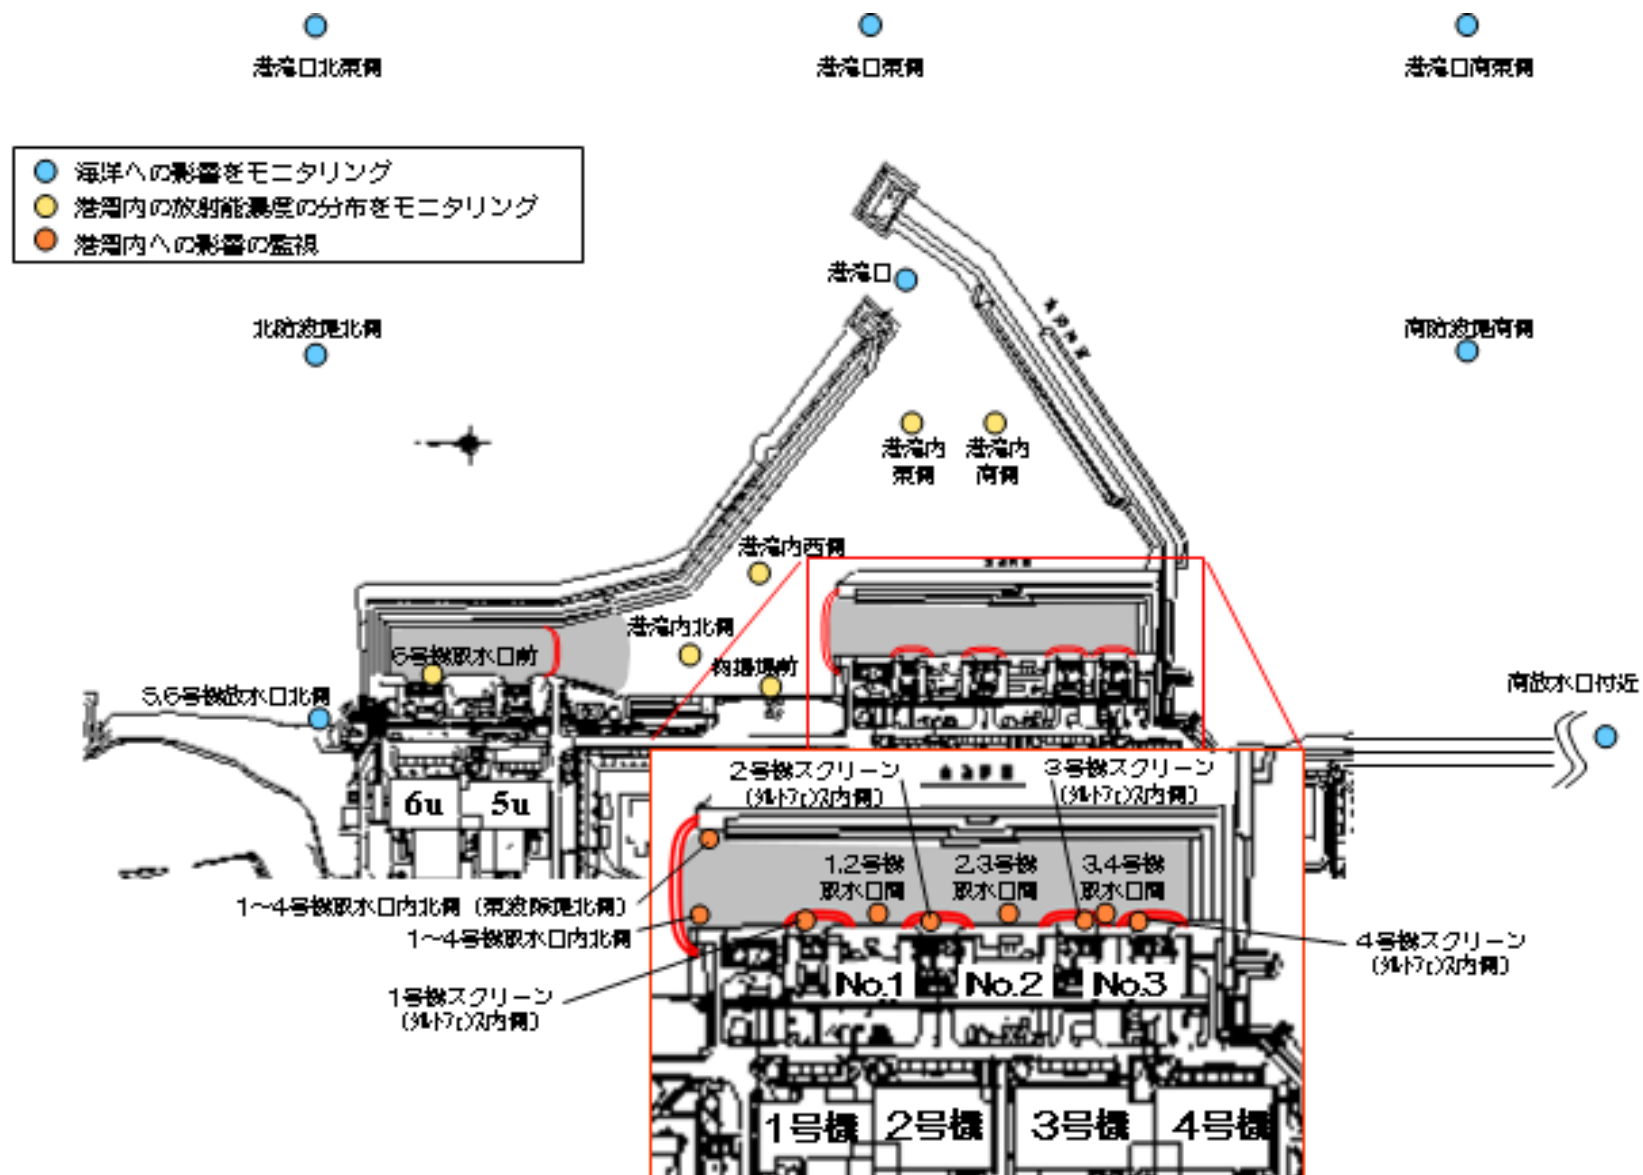 港湾口北東側
港湾口東側
港湾口南東側
海洋への影響をモニタリング
港湾内の放射能濃度の分布をモニタリング
港湾内への影響の監視
港湾口
北防波堤北側
南防波堤南側
港湾内
東側
港湾内
南側
港湾内西側
港湾内北側
6号機取水口前
物揚場前
5,6号機放水口北側
南放水口付近
6u
5u
2号機スクリーン
(シルトフェンス内側)
3号機スクリーン
(シルトフェンス内側)
1,2号機
取水口間
2,3号機
取水口間
3,4号機
取水口間
1～4号機取水口内北側（東波除堤北側）
1～4号機取水口内北側
4号機スクリーン
(シルトフェンス内側)
1号機スクリーン
(シルトフェンス内側)
No.1
No.2
No.3
1号機
2号機
3号機
4号機